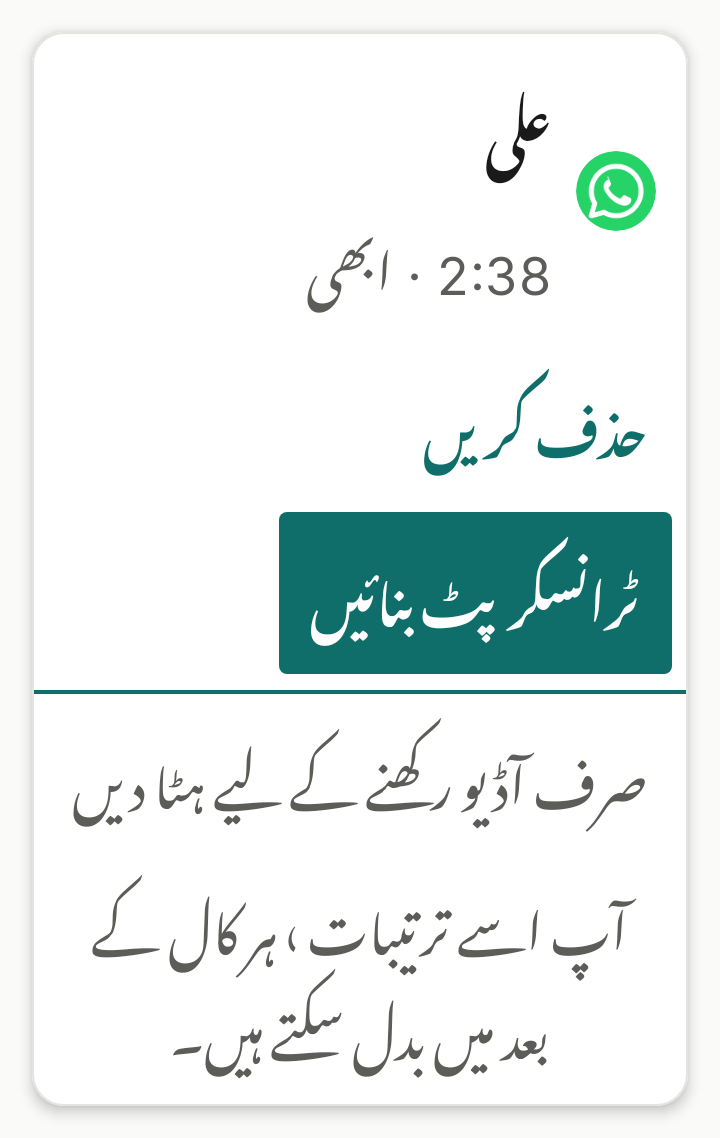 علی
2:38 · ابھی
حذف کریں
ٹرانسکرپٹ بنائیں
صرف آڈیو رکھنے کے لیے ہٹا دیں
آپ اسے ترتیبات، ہر کال کے
بعد میں بدل سکتے ہیں۔